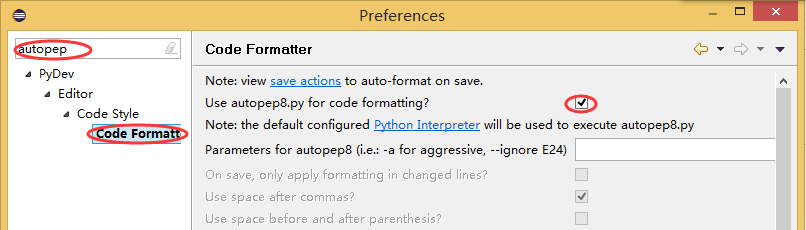 Preferences
autopep
PyDev
Editor
Code Style
Code Formatt
Code Formatter
Note: view save actions to auto-format on save.
Use autopep8.py for code formatting?
Note: the default configured Python Interpreter will be used to execute autopep8.py
Parameters for autopep8 (i.e.: -a for aggressive, --ignore E24)
On save, only apply formatting in changed lines?
Use space after commas?
Use space before and after parenthesis?